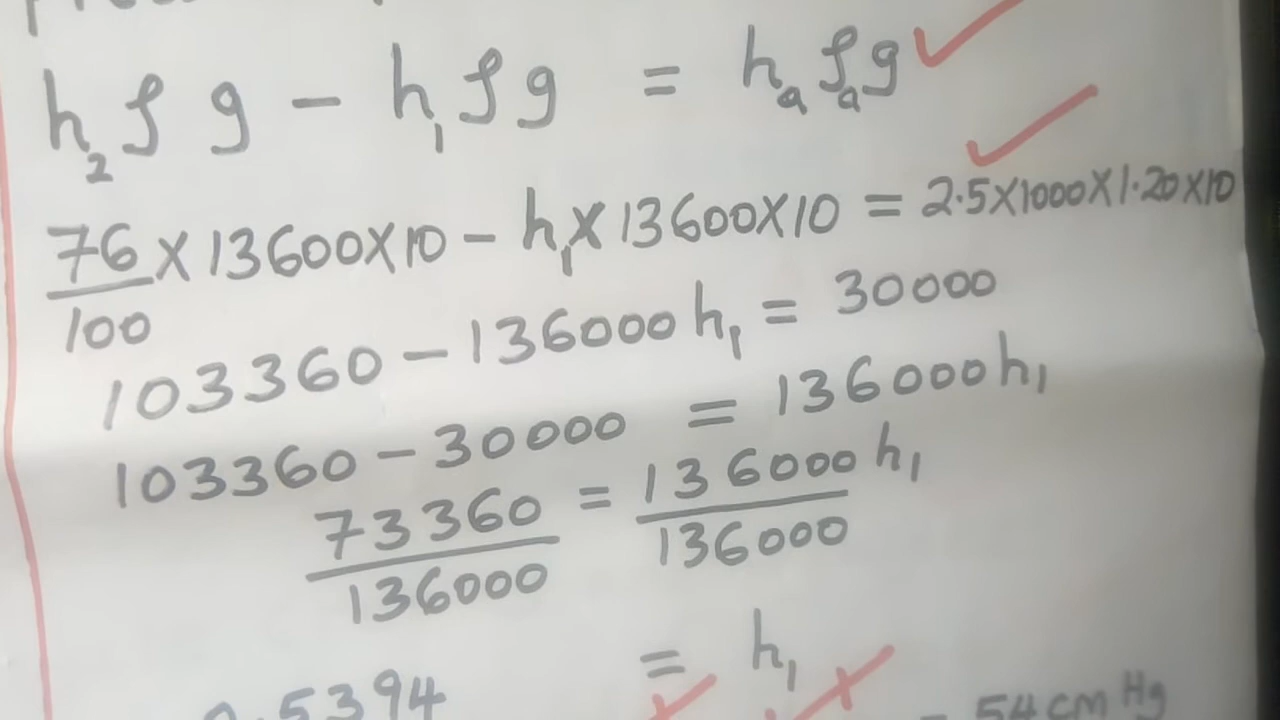 h₂ρg - h₁ρg = hₐρₐg ✓
76/100 × 13600 × 10 - h₁ × 13600 × 10 = 2.5 × 1000 × 1.20 × 10 ✓
103360 - 136000 h₁ = 30000
103360 - 30000 = 136000 h₁
73360/136000 = 136000 h₁/136000
0.5394 = h₁
54 cm Hg